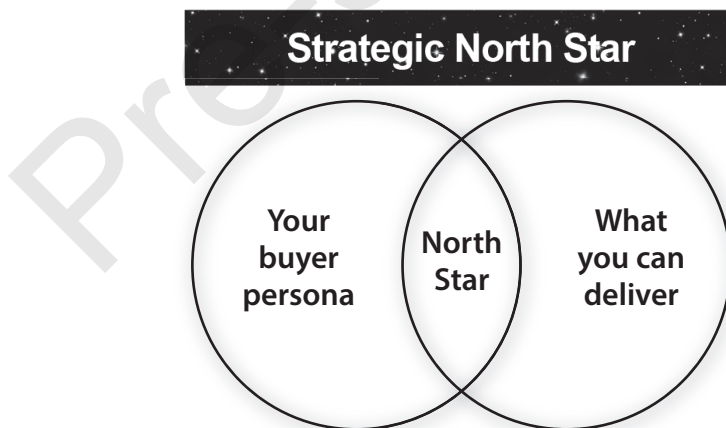 Strategic North Star
Your
buyer
persona
North
Star
What
you can
deliver